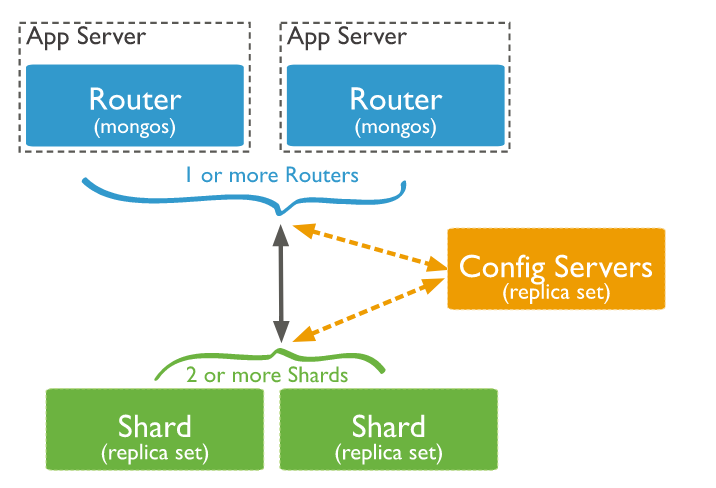 App Server
App Server
Router
(mongos)
Router
(mongos)
1 or more Routers
Config Servers
(replica set)
2 or more Shards
Shard
(replica set)
Shard
(replica set)